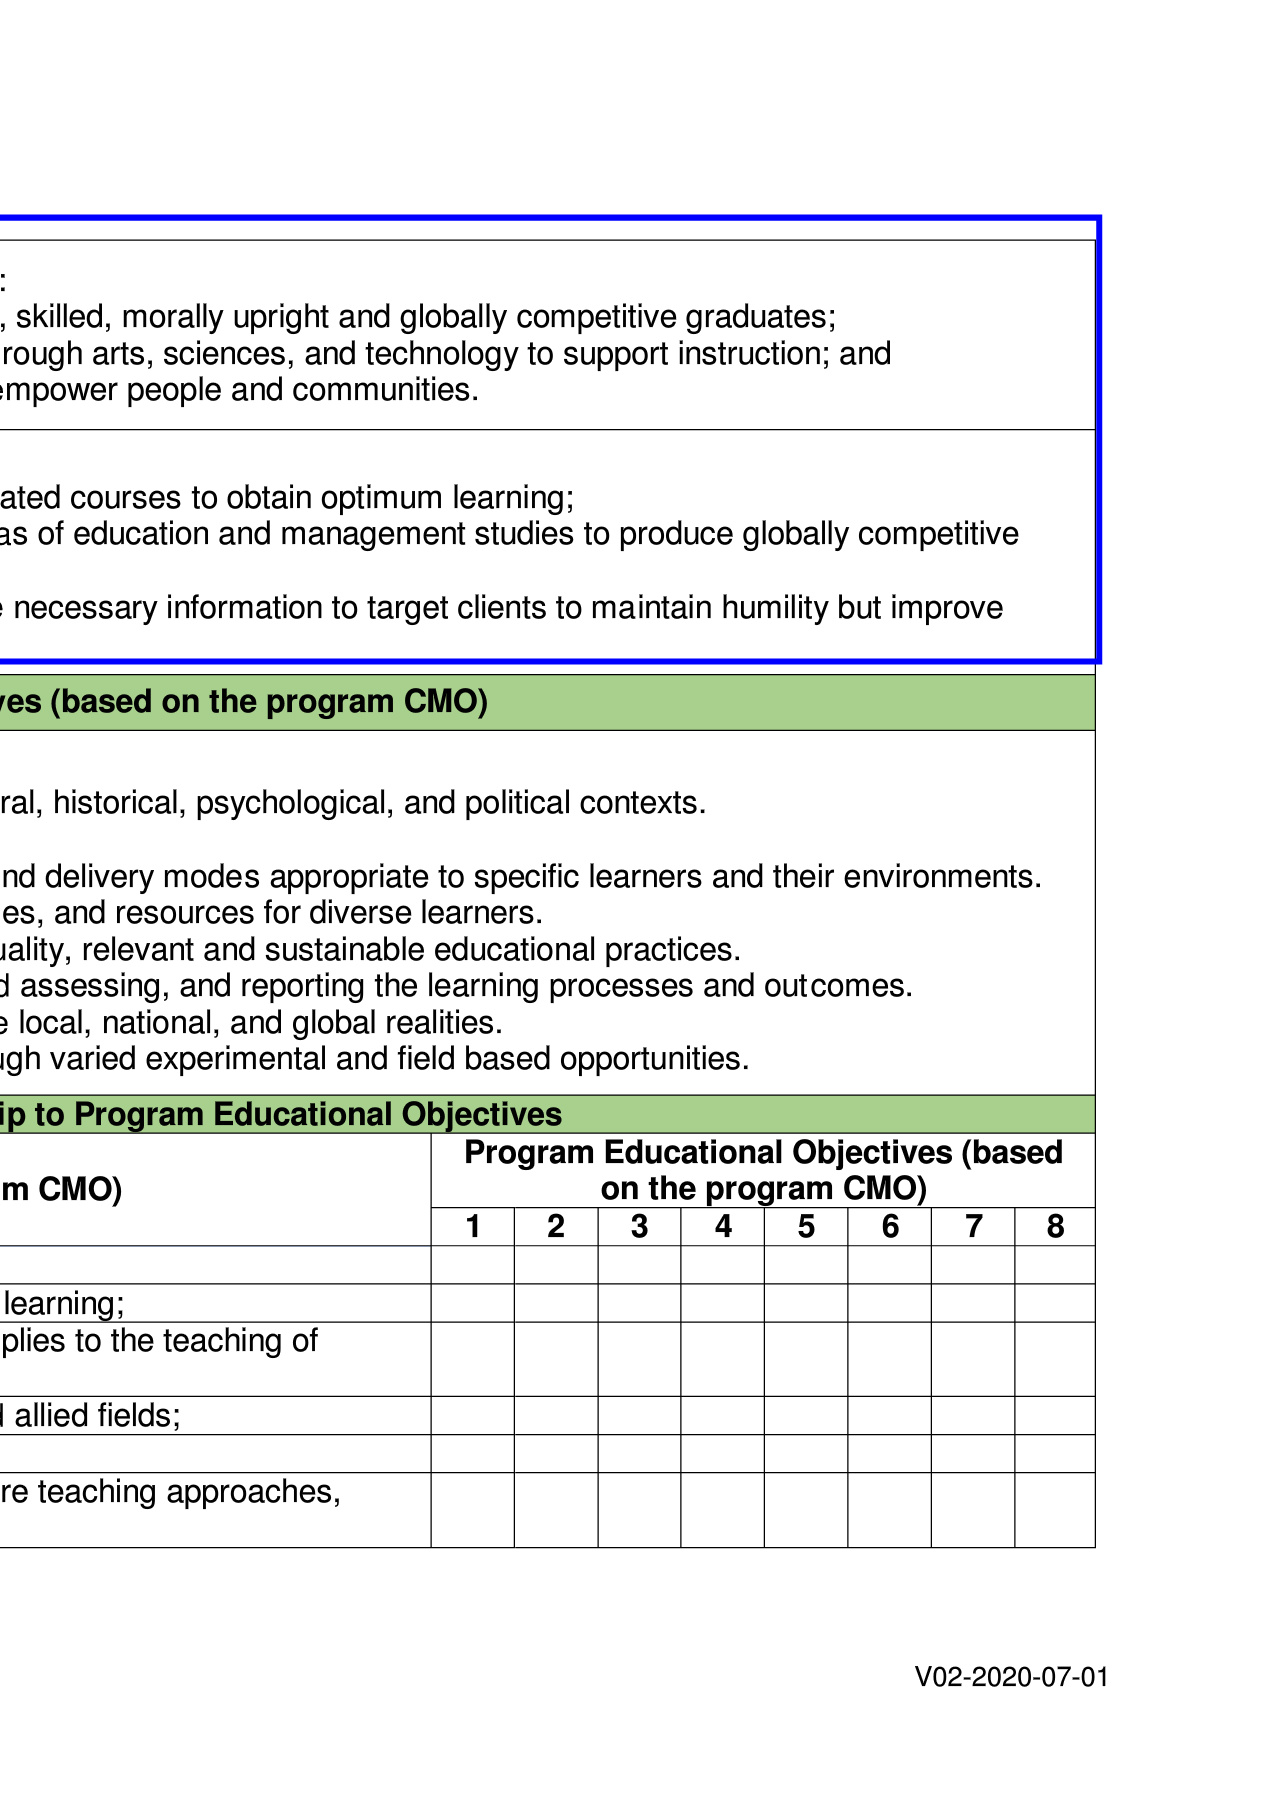 :
, skilled, morally upright and globally competitive graduates;
rough arts, sciences, and technology to support instruction; and
empower people and communities.
ated courses to obtain optimum learning;
as of education and management studies to produce globally competitive
e necessary information to target clients to maintain humility but improve
ves (based on the program CMO)
ral, historical, psychological, and political contexts.
nd delivery modes appropriate to specific learners and their environments.
es, and resources for diverse learners.
uality, relevant and sustainable educational practices.
d assessing, and reporting the learning processes and outcomes.
e local, national, and global realities.
ugh varied experimental and field based opportunities.
ip to Program Educational Objectives
m CMO)
Program Educational Objectives (based
on the program CMO)
1 2 3 4 5 6 7 8
learning;
plies to the teaching of
d allied fields;
re teaching approaches,
V02-2020-07-01